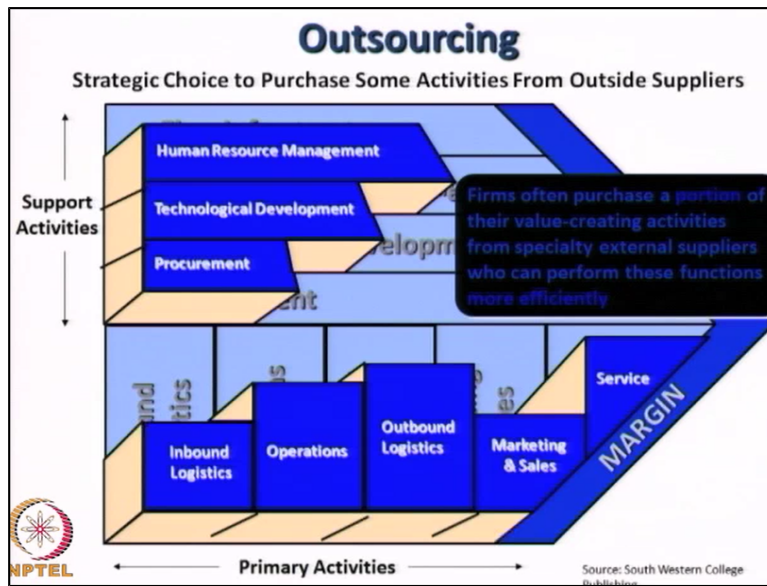 Outsourcing
Strategic Choice to Purchase Some Activities From Outside Suppliers
Human Resource Management
Support
Activities
Technological Development
Procurement
Firms often purchase a portion of
their value-creating activities
from specialty external suppliers
who can perform these functions
more efficiently
Inbound
Logistics
Operations
Outbound
Logistics
Marketing
& Sales
Service
MARGIN
Primary Activities
NPTEL
Source: South Western College
Publishing